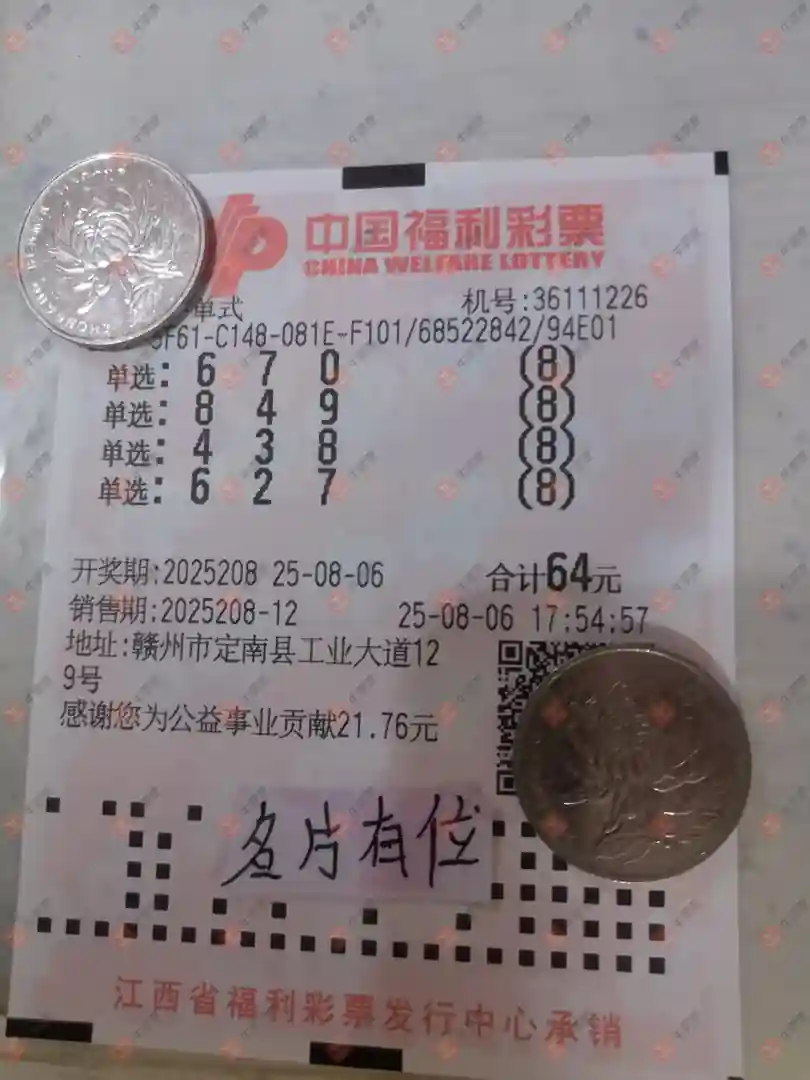 中国福利彩票
CHINA WELFARE LOTTERY
单式 机号:36111226
5F61-C148-081E-F101/68522842/94E01
单选: 6 7 0 (8)
单选: 8 4 9 (8)
单选: 4 3 8 (8)
单选: 6 2 7 (8)
开奖期:2025208 25-08-06 合计64元
销售期:2025208-12 25-08-06 17:54:57
地址:赣州市定南县工业大道12
9号
感谢您为公益事业贡献21.76元
名片有位
江西省福利彩票发行中心承销